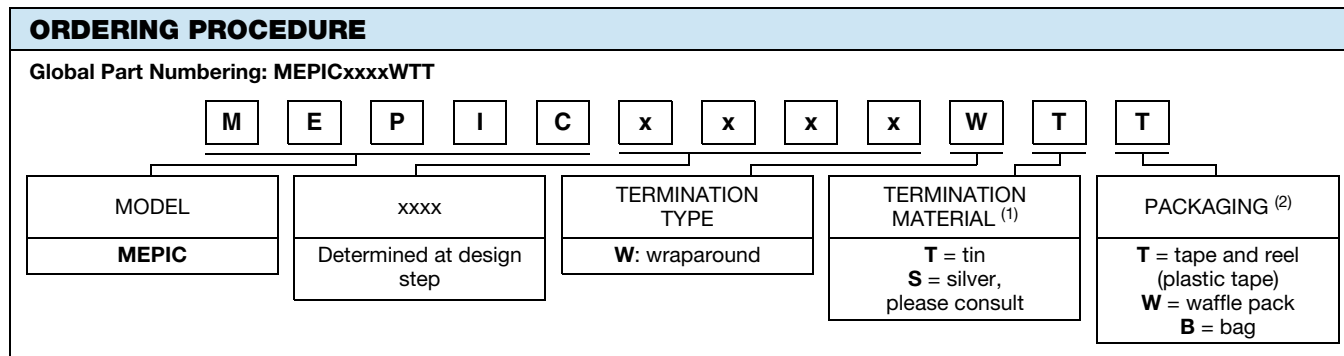 ORDERING PROCEDURE
Global Part Numbering: MEPICxxxxWTT
M E P I C x x x x W T T
MODEL
MEPIC
xxxx
Determined at design
step
TERMINATION
TYPE
W: wraparound
TERMINATION
MATERIAL (1)
T = tin
S = silver,
please consult
PACKAGING (2)
T = tape and reel
(plastic tape)
W = waffle pack
B = bag